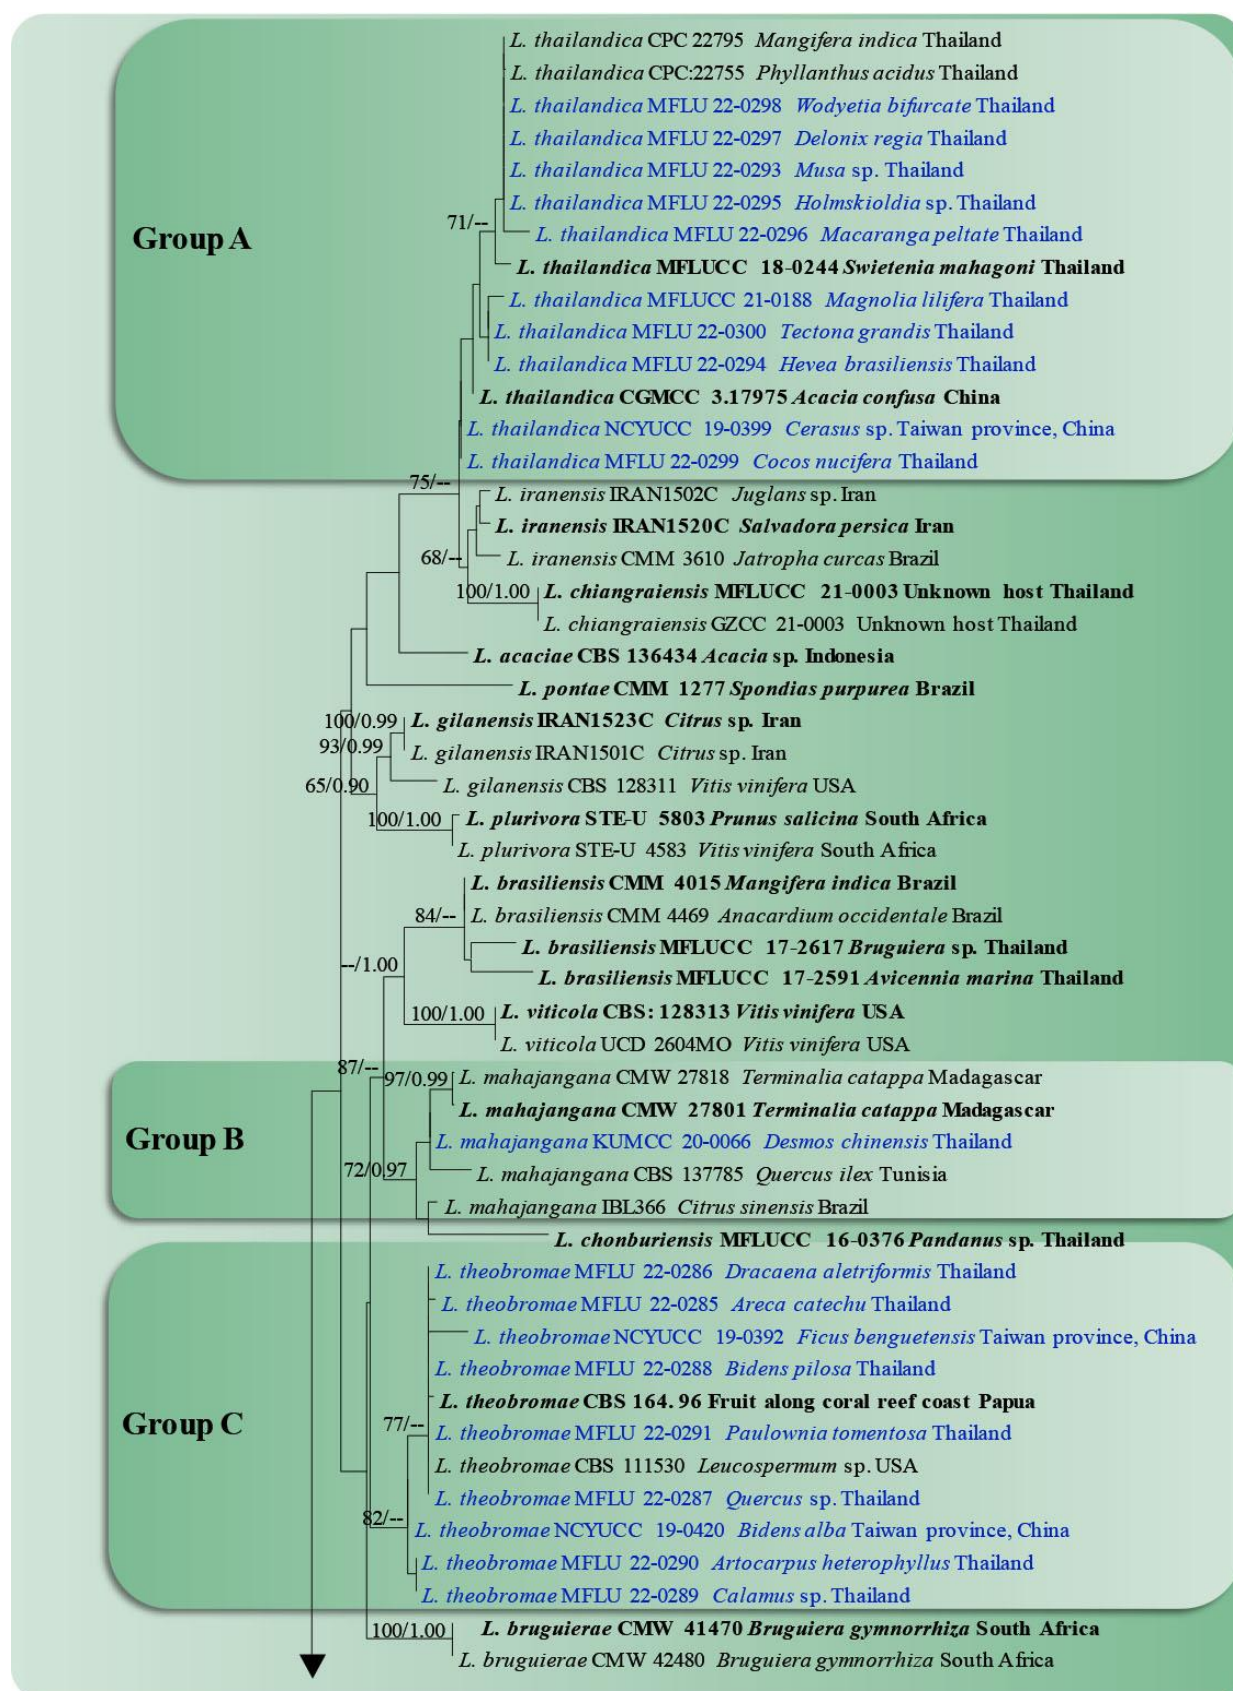 L. thailandica CPC 22795 Mangifera indica Thailand
L. thailandica CPC:22755 Phyllanthus acidus Thailand
L. thailandica MFLU 22-0298 Wodyetia bifurcate Thailand
L. thailandica MFLU 22-0297 Delonix regia Thailand
L. thailandica MFLU 22-0293 Musa sp. Thailand
L. thailandica MFLU 22-0295 Holmskioldia sp. Thailand
71/--
L. thailandica MFLU 22-0296 Macaranga peltate Thailand
Group A
L. thailandica MFLUCC 18-0244 Swietenia mahagoni Thailand
L. thailandica MFLUCC 21-0188 Magnolia lilifera Thailand
L. thailandica MFLU 22-0300 Tectona grandis Thailand
L. thailandica MFLU 22-0294 Hevea brasiliensis Thailand
L. thailandica CGMCC 3.17975 Acacia confusa China
L. thailandica NCYUCC 19-0399 Cerasus sp. Taiwan province, China
L. thailandica MFLU 22-0299 Cocos nucifera Thailand
75/--
L. iranensis IRAN1502C Juglans sp. Iran
L. iranensis IRAN1520C Salvadora persica Iran
68/--
L. iranensis CMM 3610 Jatropha curcas Brazil
100/1.00
L. chiangraiensis MFLUCC 21-0003 Unknown host Thailand
L. chiangraiensis GZCC 21-0003 Unknown host Thailand
L. acaciae CBS 136434 Acacia sp. Indonesia
L. pontae CMM 1277 Spondias purpurea Brazil
100/0.99
L. gilanensis IRAN1523C Citrus sp. Iran
93/0.99
L. gilanensis IRAN1501C Citrus sp. Iran
65/0.90
L. gilanensis CBS 128311 Vitis vinifera USA
100/1.00
L. plurivora STE-U 5803 Prunus salicina South Africa
L. plurivora STE-U 4583 Vitis vinifera South Africa
L. brasiliensis CMM 4015 Mangifera indica Brazil
84/--
L. brasiliensis CMM 4469 Anacardium occidentale Brazil
L. brasiliensis MFLUCC 17-2617 Bruguiera sp. Thailand
--/1.00
L. brasiliensis MFLUCC 17-2591 Avicennia marina Thailand
100/1.00
L. viticola CBS: 128313 Vitis vinifera USA
L. viticola UCD 2604MO Vitis vinifera USA
87/--
97/0.99
L. mahajangana CMW 27818 Terminalia catappa Madagascar
L. mahajangana CMW 27801 Terminalia catappa Madagascar
Group B
L. mahajangana KUMCC 20-0066 Desmos chinensis Thailand
72/0.97
L. mahajangana CBS 137785 Quercus ilex Tunisia
L. mahajangana IBL366 Citrus sinensis Brazil
L. chonburiensis MFLUCC 16-0376 Pandanus sp. Thailand
L. theobromae MFLU 22-0286 Dracaena aletriformis Thailand
L. theobromae MFLU 22-0285 Areca catechu Thailand
L. theobromae NCYUCC 19-0392 Ficus benguetensis Taiwan province, China
L. theobromae MFLU 22-0288 Bidens pilosa Thailand
L. theobromae CBS 164. 96 Fruit along coral reef coast Papua
Group C
77/--
L. theobromae MFLU 22-0291 Paulownia tomentosa Thailand
L. theobromae CBS 111530 Leucospermum sp. USA
L. theobromae MFLU 22-0287 Quercus sp. Thailand
82/--
L. theobromae NCYUCC 19-0420 Bidens alba Taiwan province, China
L. theobromae MFLU 22-0290 Artocarpus heterophyllus Thailand
L. theobromae MFLU 22-0289 Calamus sp. Thailand
100/1.00
L. bruguierae CMW 41470 Bruguiera gymnorrhiza South Africa
L. bruguierae CMW 42480 Bruguiera gymnorrhiza South Africa